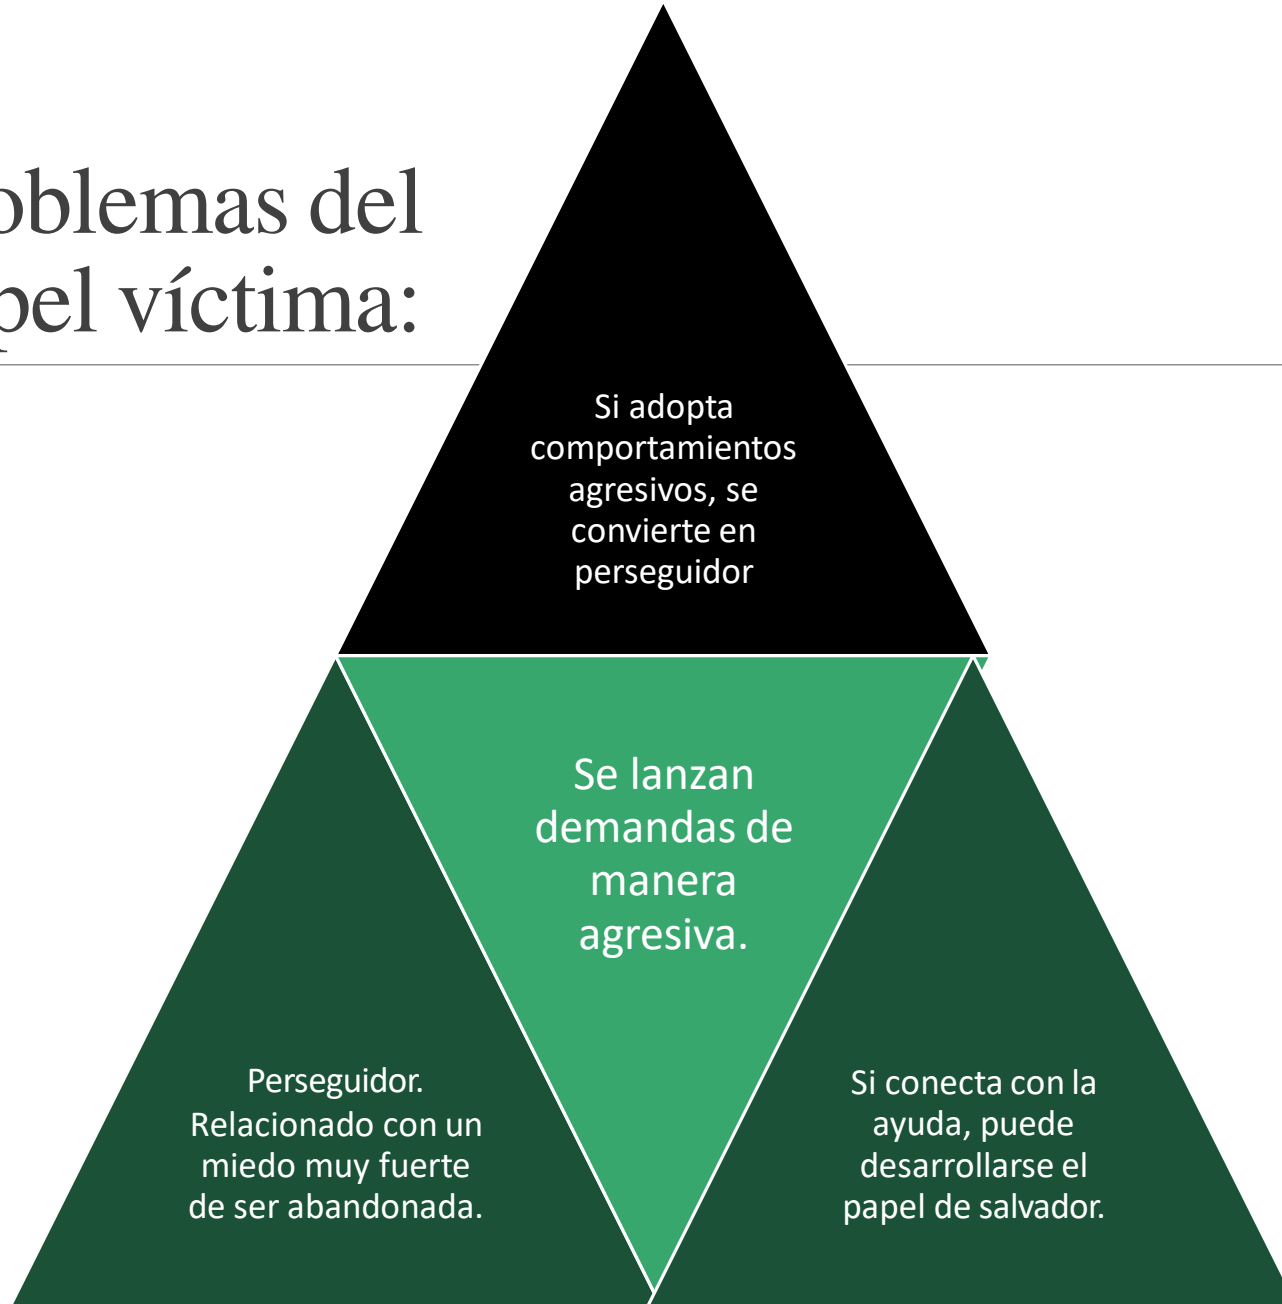 oblemas del
pel víctima:
Si adopta
comportamientos
agresivos, se
convierte en
perseguidor
Se lanzan
demandas de
manera
agresiva.
Perseguidor.
Relacionado con un
miedo muy fuerte
de ser abandonada.
Si conecta con la
ayuda, puede
desarrollarse el
papel de salvador.